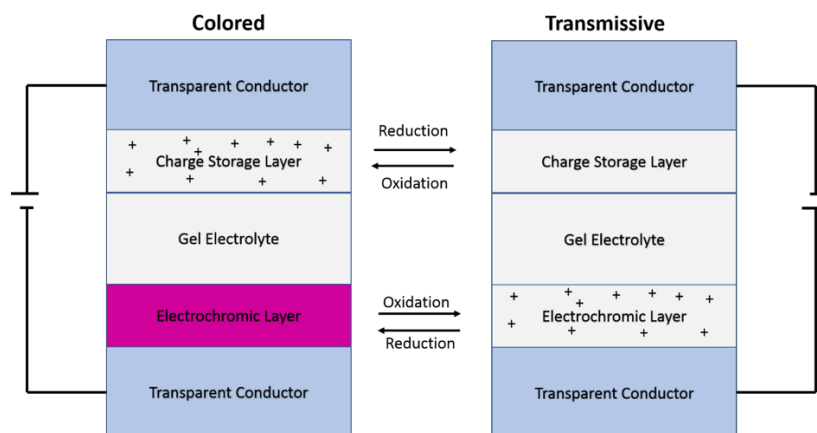 Colored
Transmissive
Transparent Conductor
Transparent Conductor
Reduction
Charge Storage Layer
Charge Storage Layer
Oxidation
Gel Electrolyte
Gel Electrolyte
Oxidation
Electrochromic Layer
Electrochromic Layer
Reduction
Transparent Conductor
Transparent Conductor